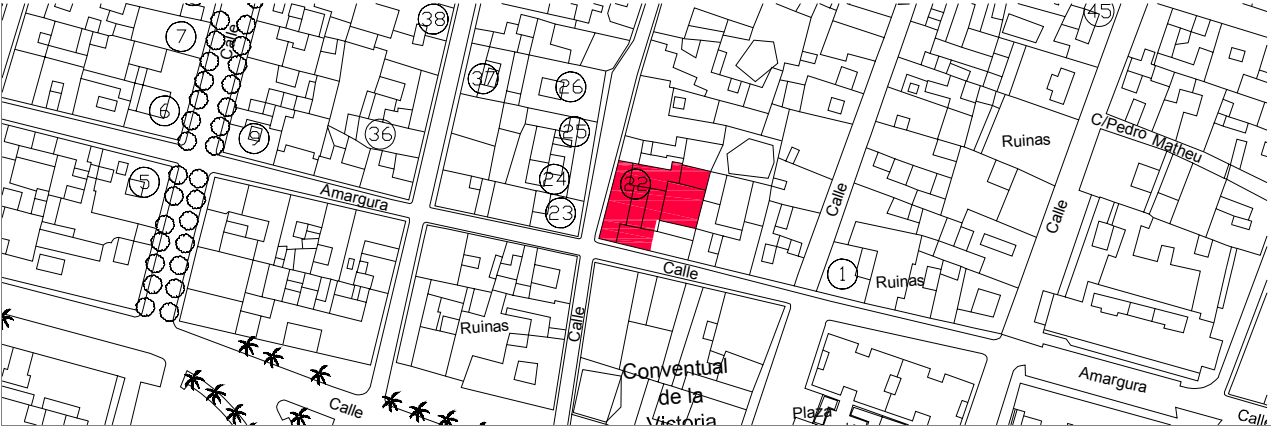 7
Calle
38
45
37
26
6
9
36
25
Ruinas
C/Pedro Matheu
5
24
22
Amargura
23
Calle
Calle
Calle
1
Ruinas
Calle
Ruinas
Conventual
de la
Victoria
Amargura
Calle
Plaza
Calle